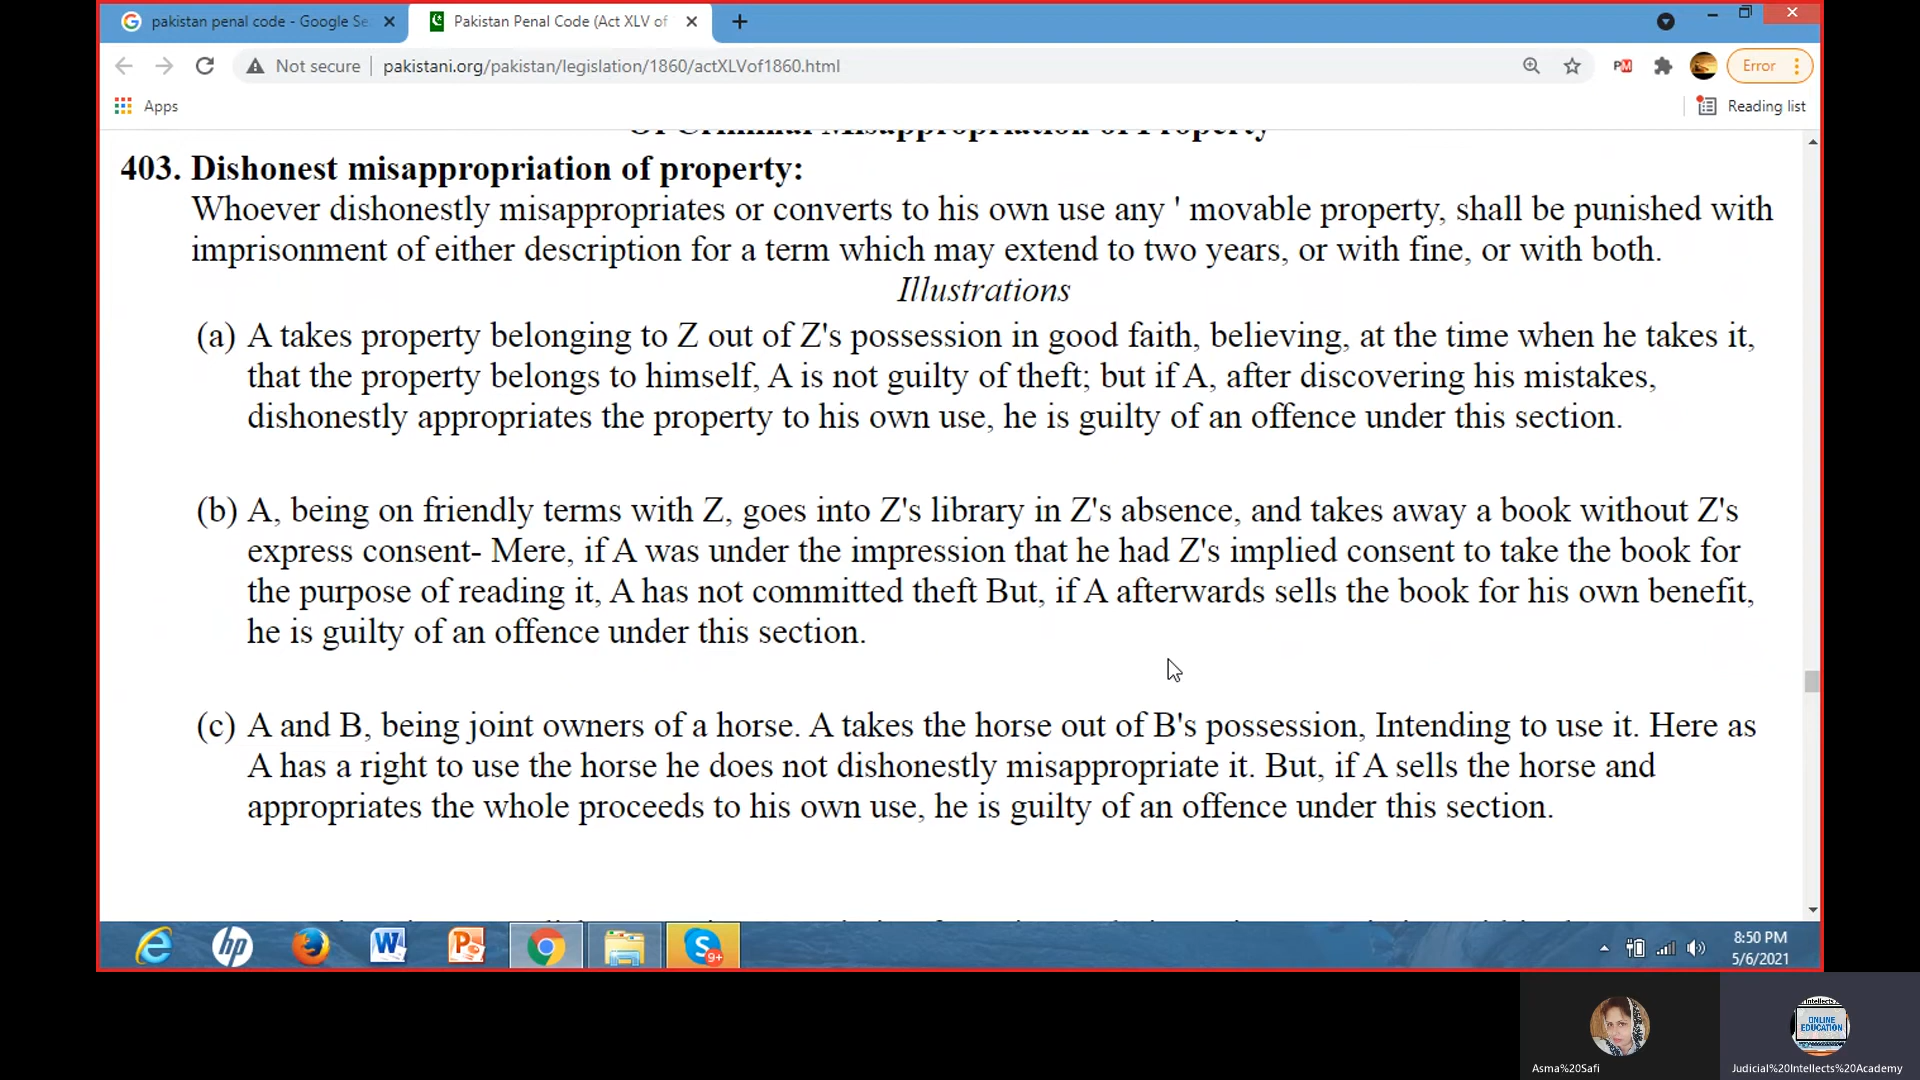 pakistan penal code - Google Se
Pakistan Penal Code (Act XLV of
Not secure
pakistani.org/pakistan/legislation/1860/actXLVof1860.html
Error
Apps
Reading list
Of Criminal Misappropriation of Property
403. Dishonest misappropriation of property:
Whoever dishonestly misappropriates or converts to his own use any ' movable property, shall be punished with
imprisonment of either description for a term which may extend to two years, or with fine, or with both.
Illustrations
(a) A takes property belonging to Z out of Z's possession in good faith, believing, at the time when he takes it,
that the property belongs to himself, A is not guilty of theft; but if A, after discovering his mistakes,
dishonestly appropriates the property to his own use, he is guilty of an offence under this section.
(b) A, being on friendly terms with Z, goes into Z's library in Z's absence, and takes away a book without Z's
express consent- Mere, if A was under the impression that he had Z's implied consent to take the book for
the purpose of reading it, A has not committed theft But, if A afterwards sells the book for his own benefit,
he is guilty of an offence under this section.
(c) A and B, being joint owners of a horse. A takes the horse out of B's possession, Intending to use it. Here as
A has a right to use the horse he does not dishonestly misappropriate it. But, if A sells the horse and
appropriates the whole proceeds to his own use, he is guilty of an offence under this section.
9+
8:50 PM
5/6/2021
ONLINE
EDUCATION
Asma%20Safi
Judicial%20Intellects%20Academy